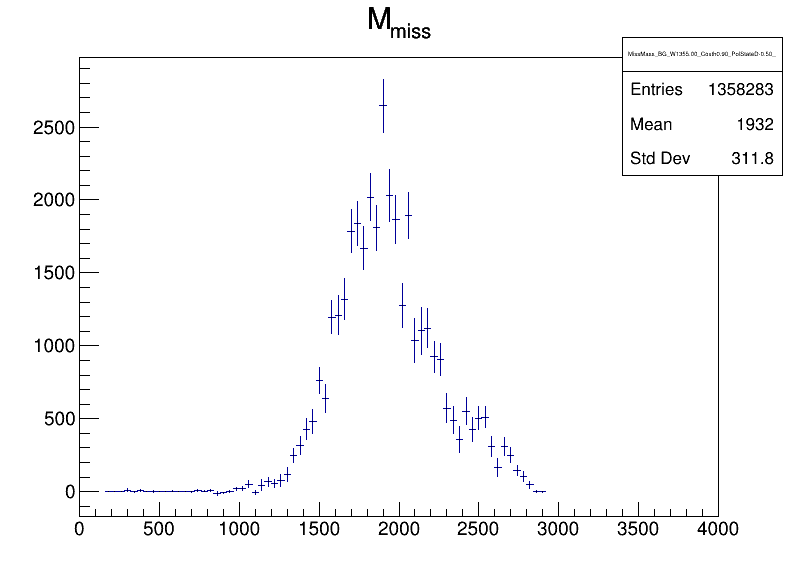 M_miss
MissMass_BG_W1355.00_Costh0.90_PolStateD-0.50_
Entries 1358283
Mean 1932
Std Dev 311.8
2500
2000
1500
1000
500
0
0 500 1000 1500 2000 2500 3000 3500 4000